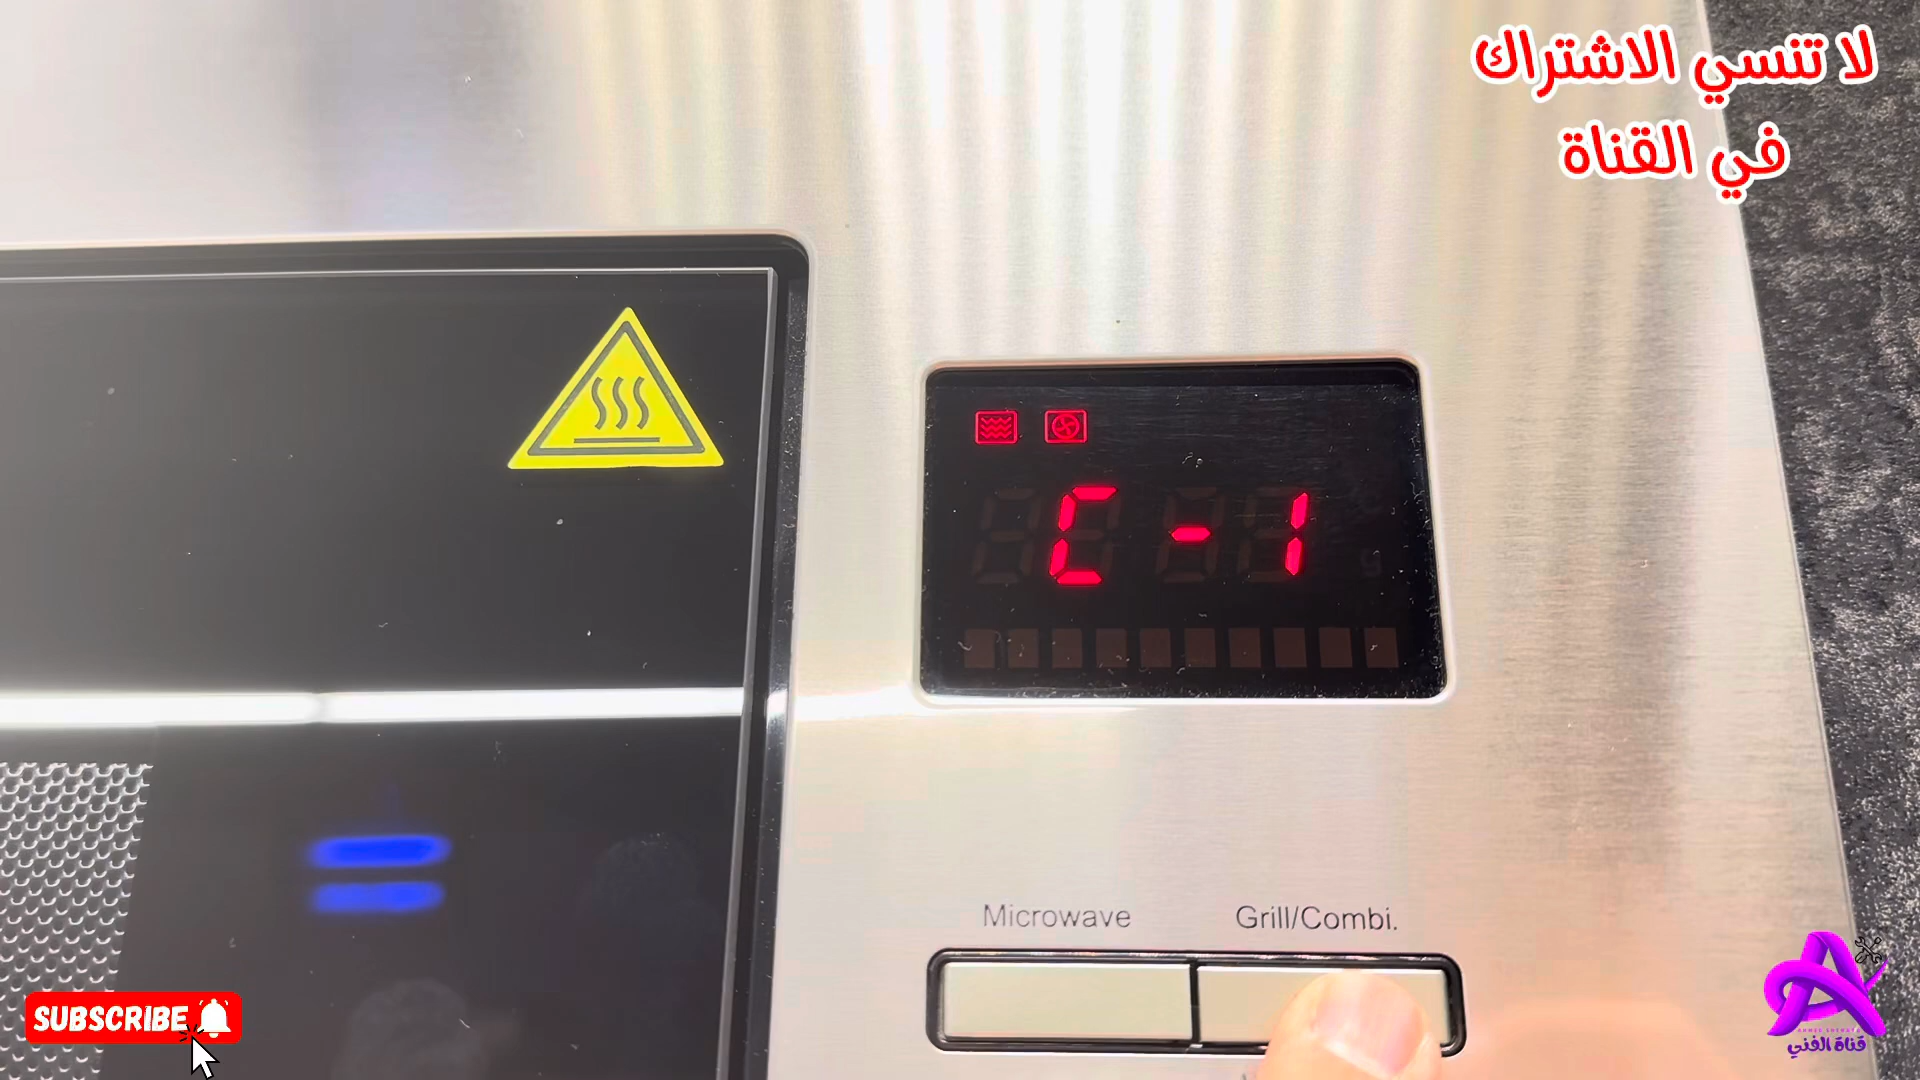 لا تنسي الاشتراك
في القناة
C-1
g
Microwave
Grill/Combi.
SUBSCRIBE
قناة الفني